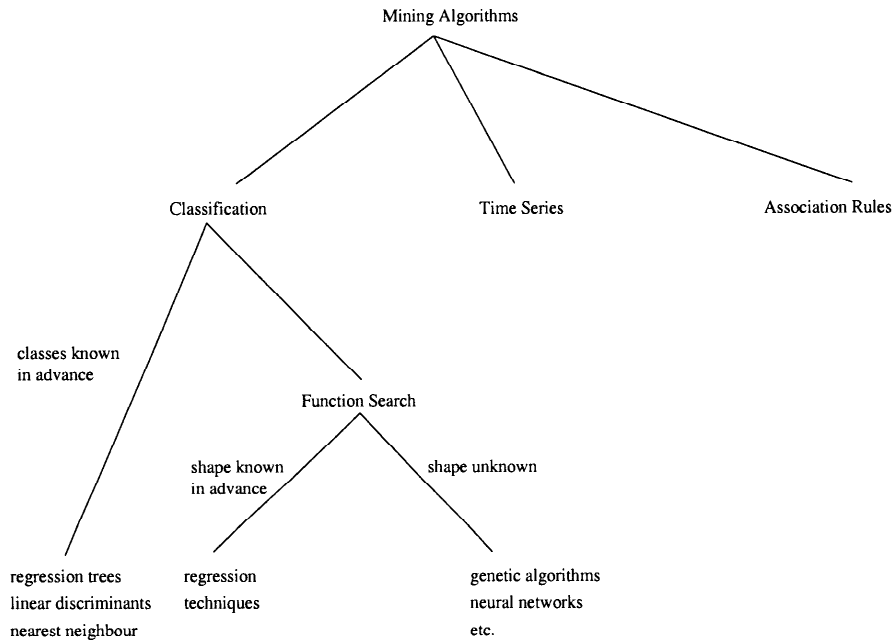 Mining Algorithms
Classification
Time Series
Association Rules
classes known
in advance
Function Search
shape known
in advance
shape unknown
regression trees
linear discriminants
nearest neighbour
regression
techniques
genetic algorithms
neural networks
etc.